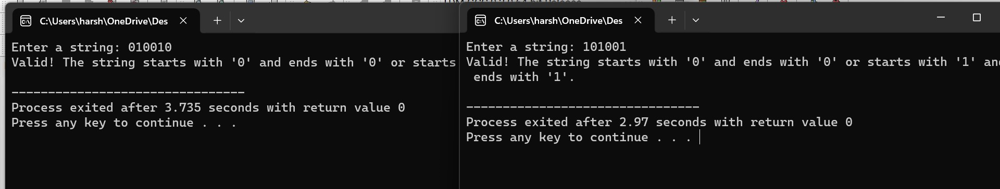 C:\Users\harsh\OneDrive\Des
Enter a string: 010010
Valid! The string starts with '0' and ends with '0' or starts
--------------------------------
Process exited after 3.735 seconds with return value 0
Press any key to continue . . .
C:\Users\harsh\OneDrive\Des
Enter a string: 101001
Valid! The string starts with '0' and ends with '0' or starts with '1' and
ends with '1'.
--------------------------------
Process exited after 2.97 seconds with return value 0
Press any key to continue . . .